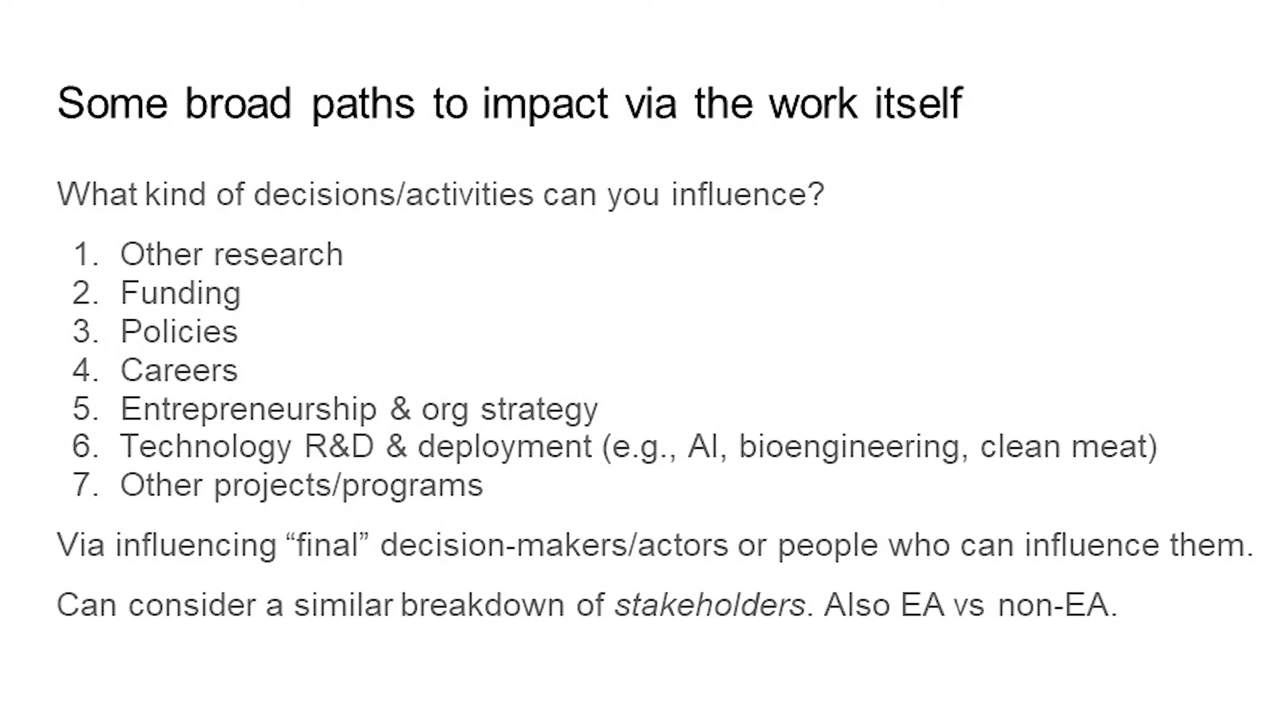 Some broad paths to impact via the work itself
What kind of decisions/activities can you influence?
1. Other research
2. Funding
3. Policies
4. Careers
5. Entrepreneurship & org strategy
6. Technology R&D & deployment (e.g., AI, bioengineering, clean meat)
7. Other projects/programs
Via influencing “final” decision-makers/actors or people who can influence them.
Can consider a similar breakdown of stakeholders. Also EA vs non-EA.